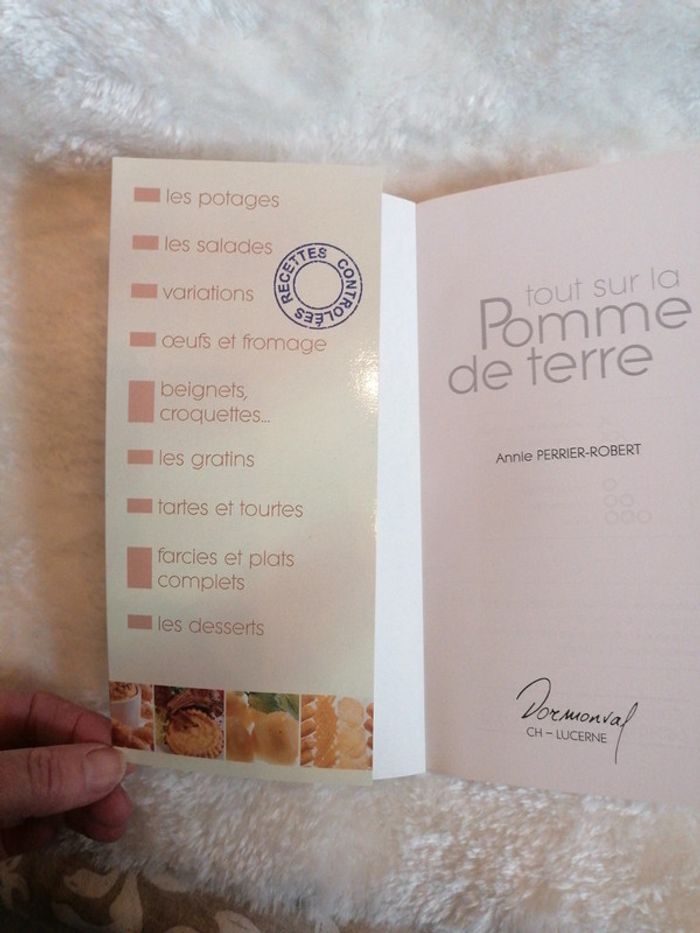 les potages
les salades
RECETTES CONTROLÉES
variations
œufs et fromage
beignets,
croquettes...
les gratins
tartes et tourtes
farcies et plats
complets
les desserts
tout sur la
Pomme
de terre
Annie PERRIER-ROBERT
Dormonval
CH – LUCERNE